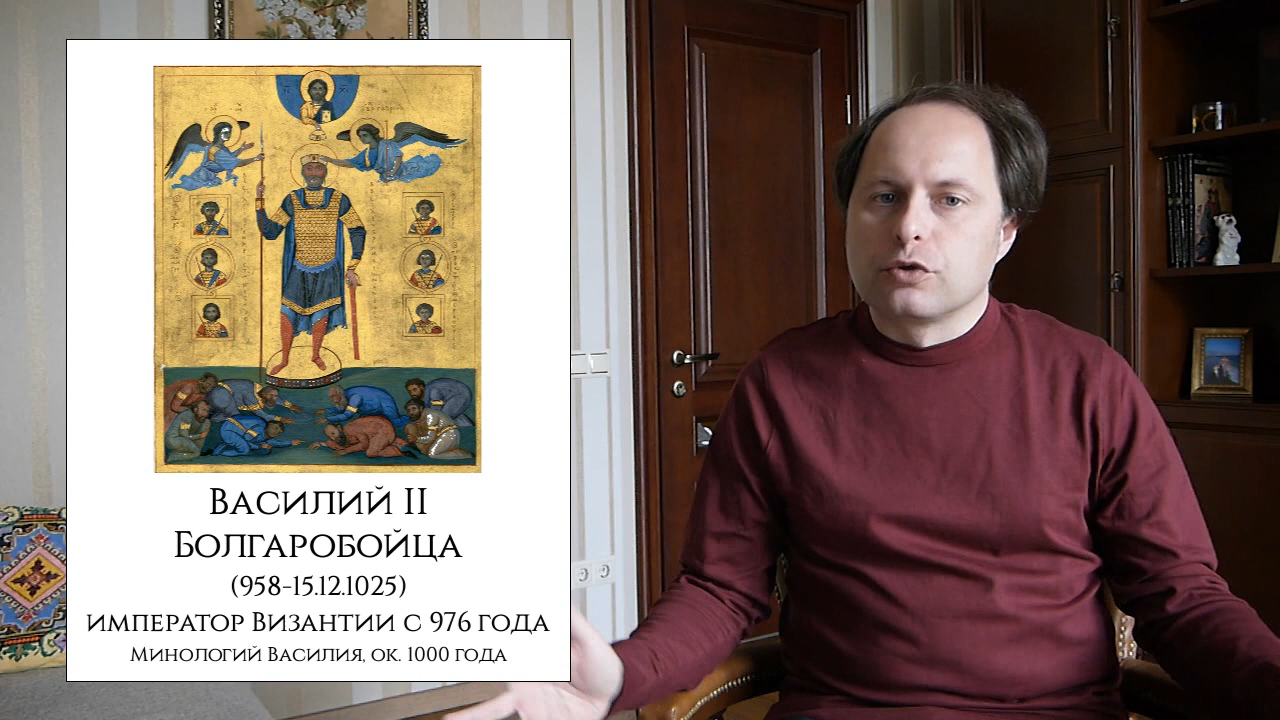 Василий II
Болгаробойца
(958-15.12.1025)
император Византии с 976 года
Минологий Василия, ок. 1000 года